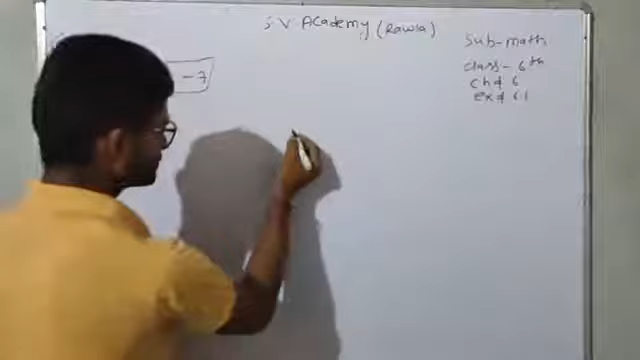 S.V Academy (Rawla)
Sub-math
class- 6th
ch # 6
ex # 6.1
-7